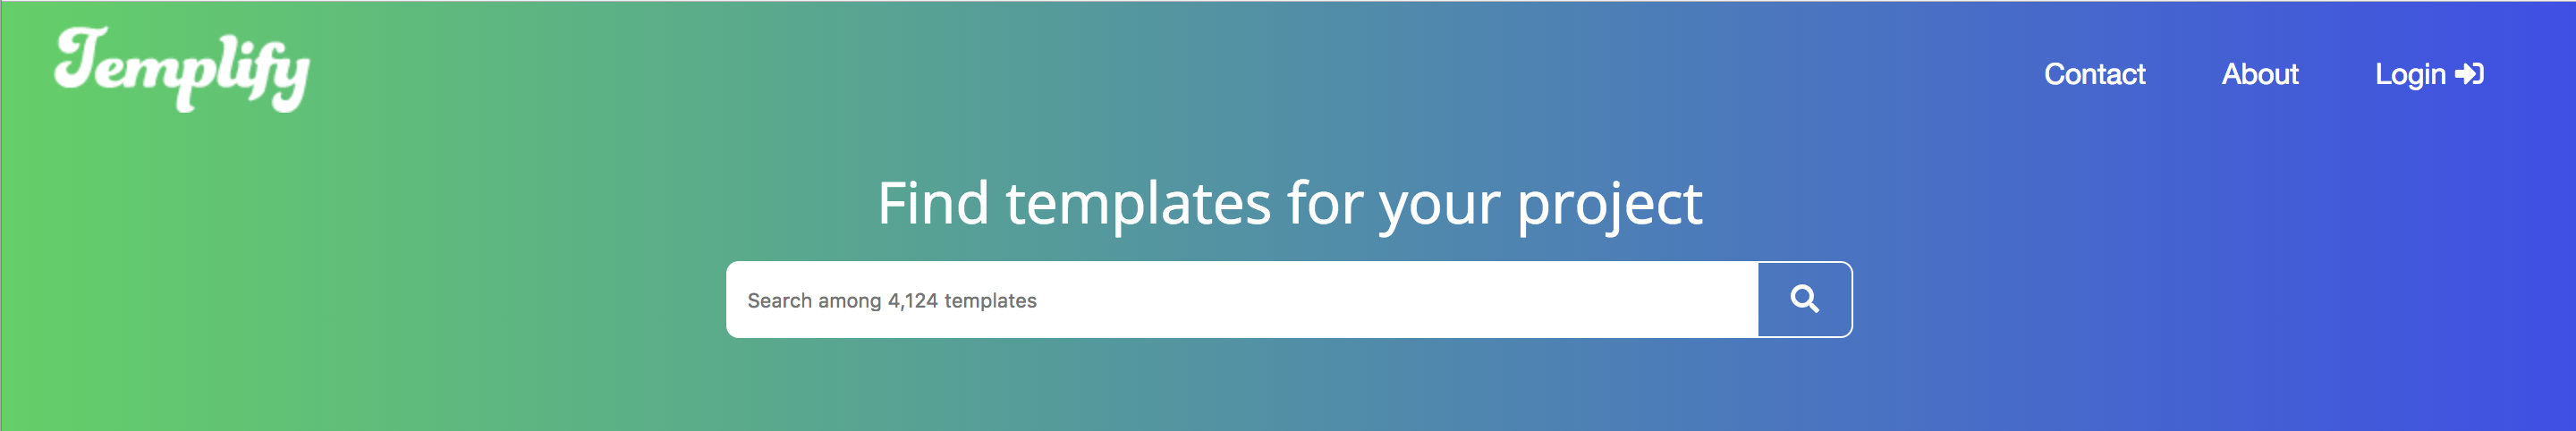 Templify
Contact About Login
Find templates for your project
Search among 4,124 templates